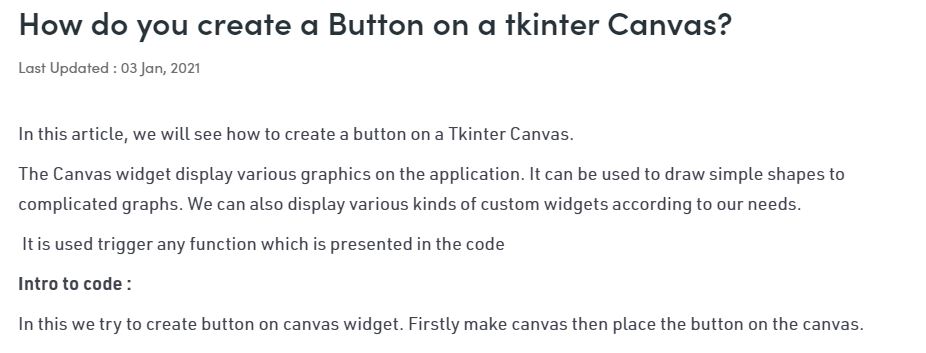 How do you create a Button on a tkinter Canvas?
Last Updated : 03 Jan, 2021
In this article, we will see how to create a button on a Tkinter Canvas.
The Canvas widget display various graphics on the application. It can be used to draw simple shapes to
complicated graphs. We can also display various kinds of custom widgets according to our needs.
It is used trigger any function which is presented in the code
Intro to code :
In this we try to create button on canvas widget. Firstly make canvas then place the button on the canvas.